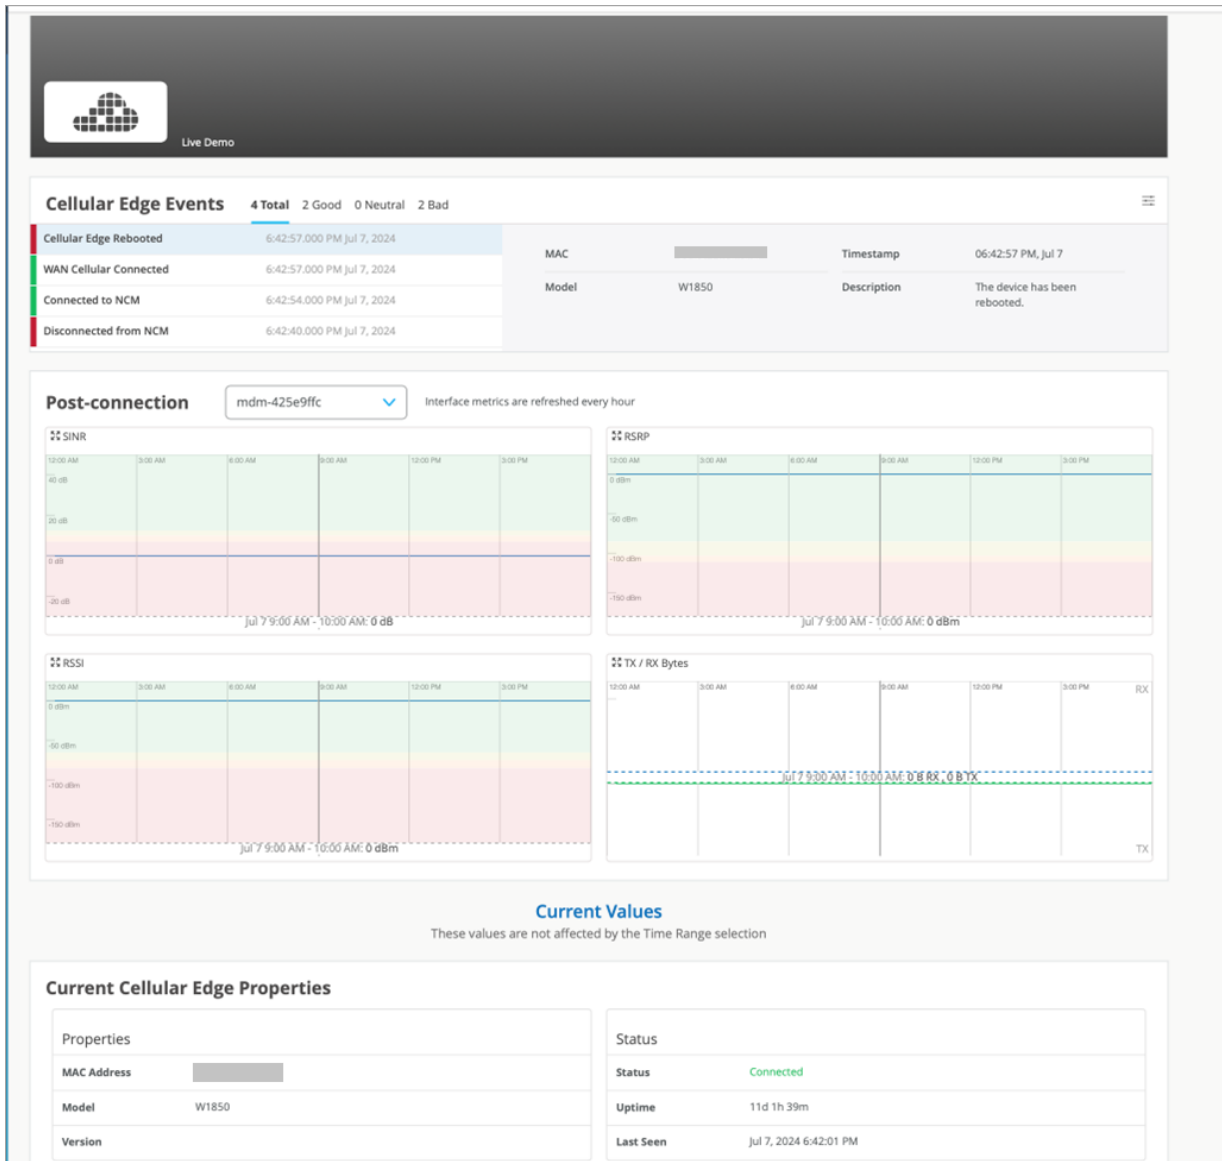 Live Demo
Cellular Edge Events 4 Total 2 Good 0 Neutral 2 Bad
Cellular Edge Rebooted 6:42:57.000 PM Jul 7, 2024
WAN Cellular Connected 6:42:57.000 PM Jul 7, 2024
Connected to NCM 6:42:54.000 PM Jul 7, 2024
Disconnected from NCM 6:42:40.000 PM Jul 7, 2024
MAC Timestamp 06:42:57 PM, Jul 7
Model W1850 Description The device has been
rebooted.
Post-connection mdm-425e9ffc Interface metrics are refreshed every hour
SINR
12:00 AM 3:00 AM 6:00 AM 9:00 AM 12:00 PM 3:00 PM
40 dB
20 dB
0 dB
-20 dB
Jul 7 9:00 AM - 10:00 AM: 0 dB
RSRP
12:00 AM 3:00 AM 6:00 AM 9:00 AM 12:00 PM 3:00 PM
0 dBm
-50 dBm
-100 dBm
-150 dBm
Jul 7 9:00 AM - 10:00 AM: 0 dBm
RSSI
12:00 AM 3:00 AM 6:00 AM 9:00 AM 12:00 PM 3:00 PM
0 dBm
-50 dBm
-100 dBm
-150 dBm
Jul 7 9:00 AM - 10:00 AM: 0 dBm
TX / RX Bytes
12:00 AM 3:00 AM 6:00 AM 9:00 AM 12:00 PM 3:00 PM RX
Jul 7 9:00 AM - 10:00 AM: 0 B RX , 0 B TX
TX
Current Values
These values are not affected by the Time Range selection
Current Cellular Edge Properties
Properties
MAC Address
Model W1850
Version
Status
Status Connected
Uptime 11d 1h 39m
Last Seen Jul 7, 2024 6:42:01 PM